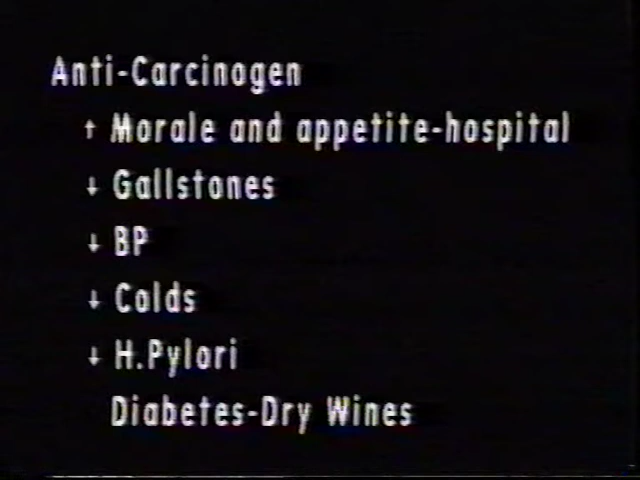 Anti-Carcinogen
↑ Morale and appetite-hospital
↓ Gallstones
↓ BP
↓ Colds
↓ H.Pylori
Diabetes-Dry Wines